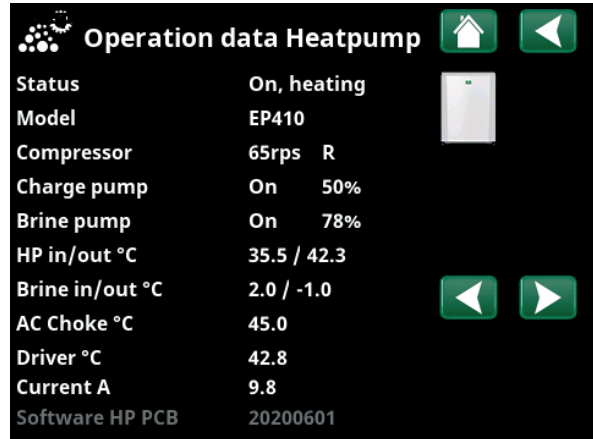 Operation data Heatpump
Status On, heating
Model EP410
Compressor 65rps R
Charge pump On 50%
Brine pump On 78%
HP in/out °C 35.5 / 42.3
Brine in/out °C 2.0 / -1.0
AC Choke °C 45.0
Driver °C 42.8
Current A 9.8
Software HP PCB 20200601